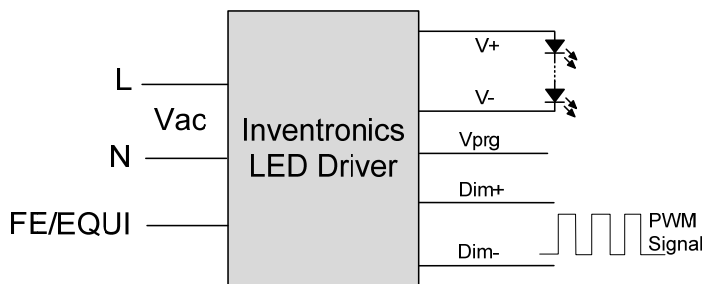 L
Vac
N
FE/EQUI
Inventronics
LED Driver
V+
V-
Vprg
Dim+
Dim-
PWM
Signal